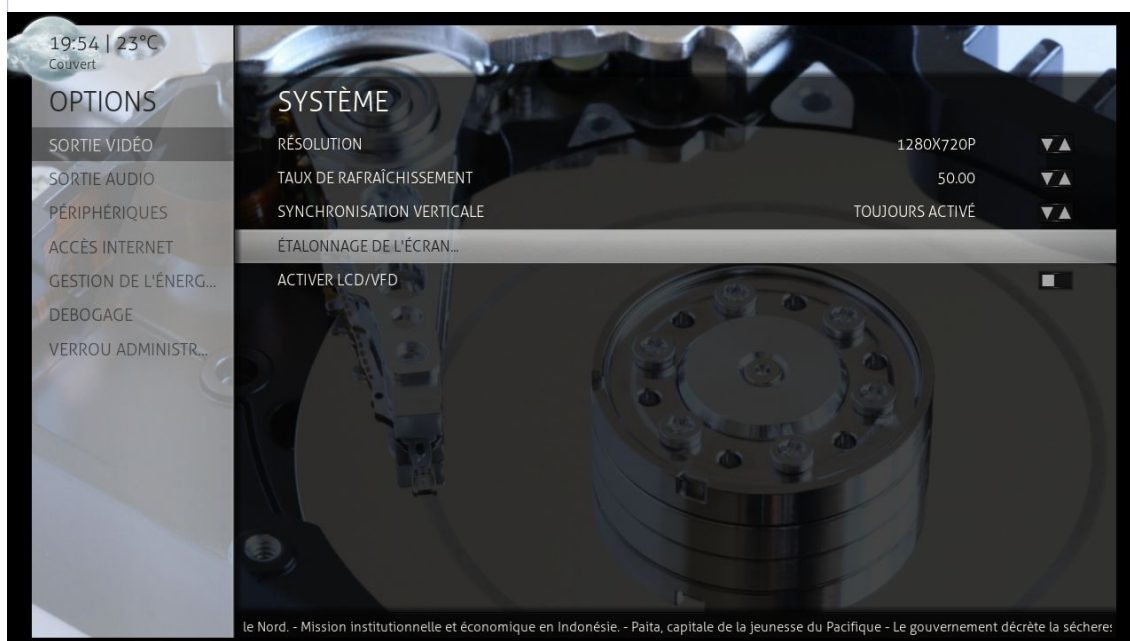 19:54 | 23°C
Couvert
OPTIONS
SORTIE VIDÉO
SORTIE AUDIO
PÉRIPHÉRIQUES
ACCÈS INTERNET
GESTION DE L'ÉNERG...
DEBOGAGE
VERROU ADMINISTR...
SYSTÈME
RÉSOLUTION 1280X720P
TAUX DE RAFRAÎCHISSEMENT 50.00
SYNCHRONISATION VERTICALE TOUJOURS ACTIVÉ
ÉTALONNAGE DE L'ÉCRAN...
ACTIVER LCD/VFD
le Nord. - Mission institutionnelle et économique en Indonésie. - Païta, capitale de la jeunesse du Pacifique - Le gouvernement décrète la sécheres